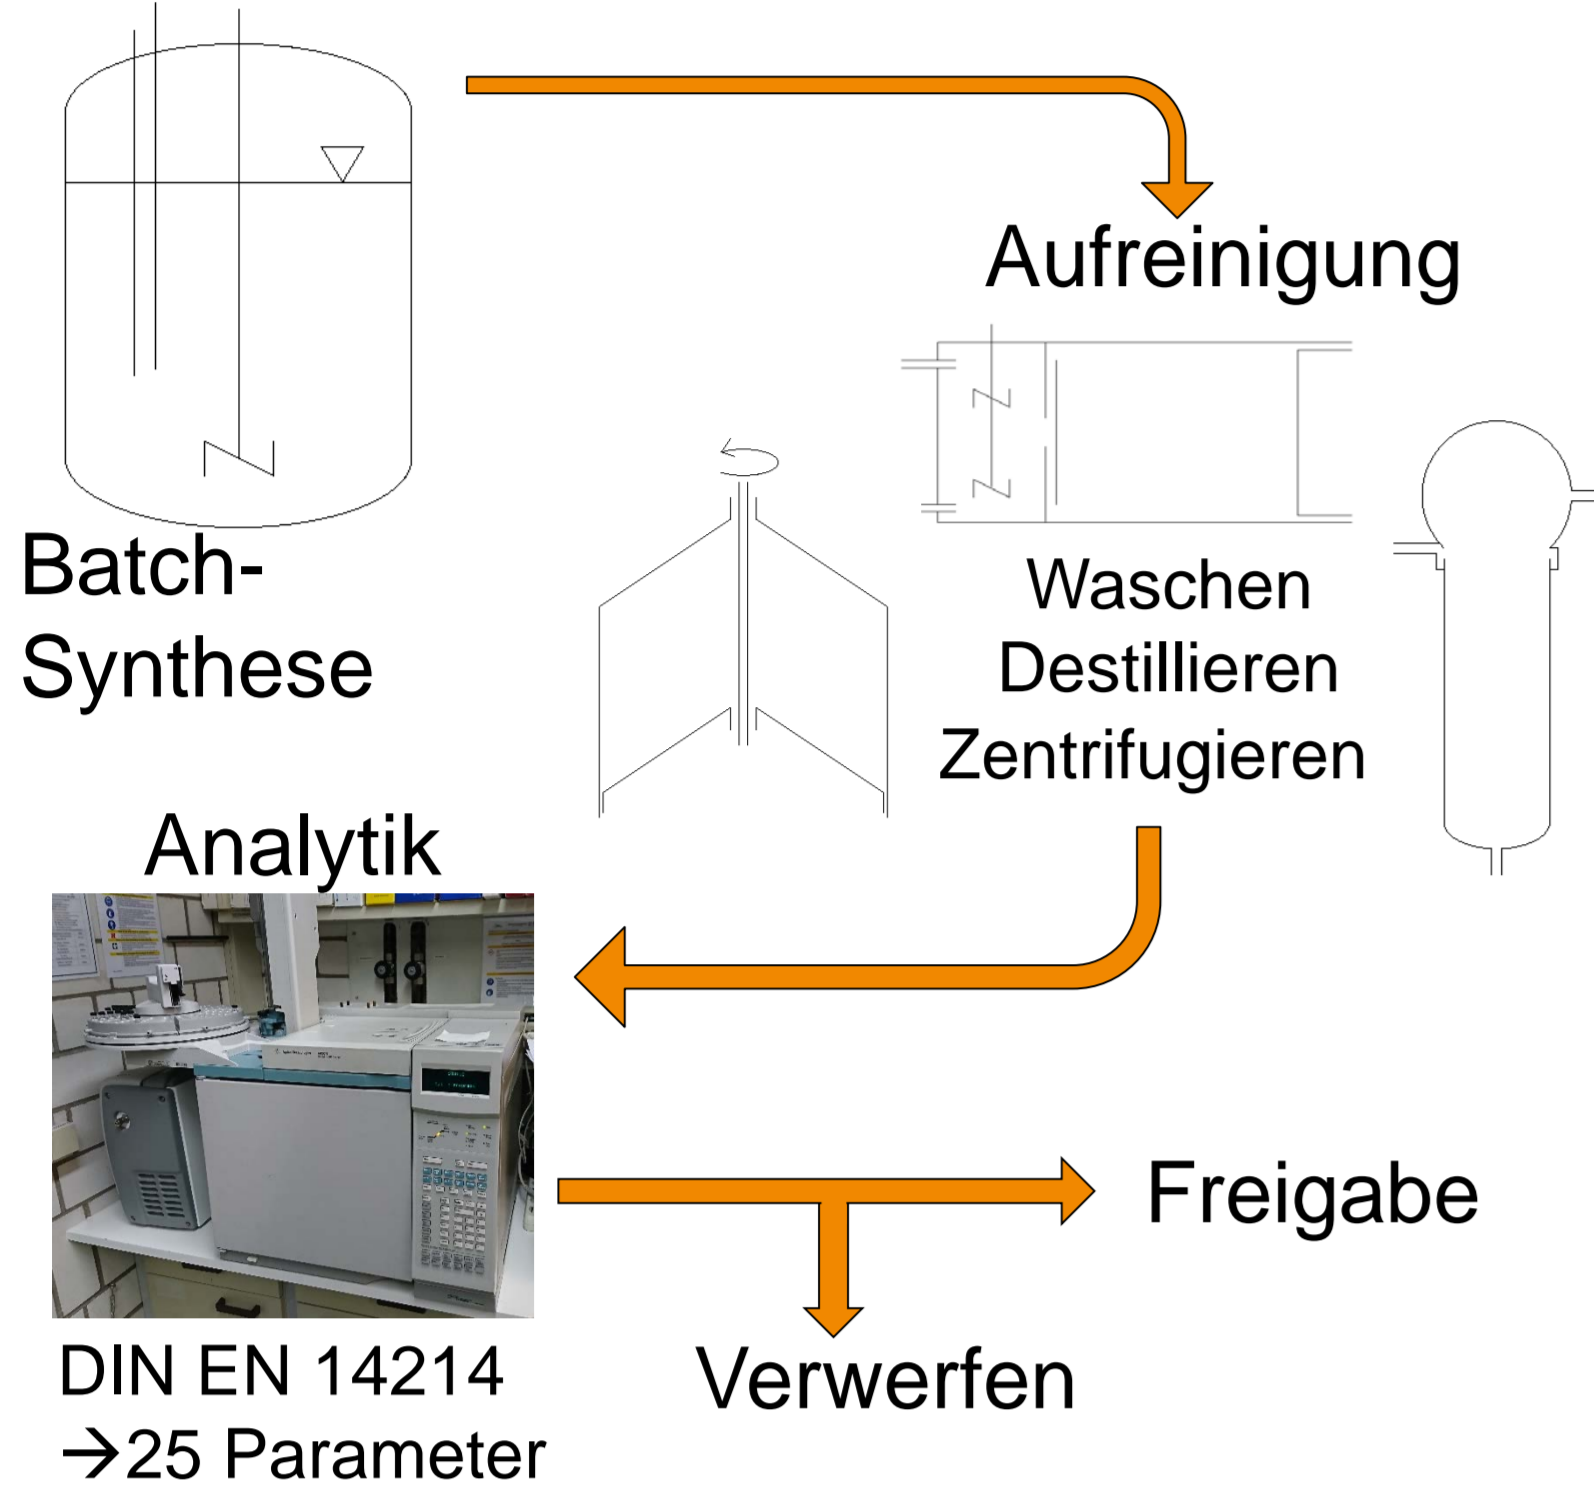 Batch-
Synthese
Aufreinigung
Waschen
Destillieren
Zentrifugieren
Analytik
DIN EN 14214
→25 Parameter
Freigabe
Verwerfen